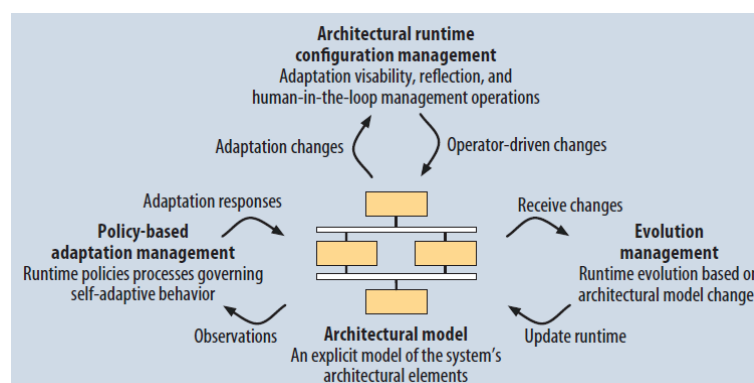 Architectural runtime
configuration management
Adaptation visability, reflection, and
human-in-the-loop management operations
Adaptation changes
Operator-driven changes
Adaptation responses
Receive changes
Policy-based
adaptation management
Runtime policies processes governing
self-adaptive behavior
Evolution
management
Runtime evolution based on
architectural model change
Observations
Update runtime
Architectural model
An explicit model of the system's
architectural elements